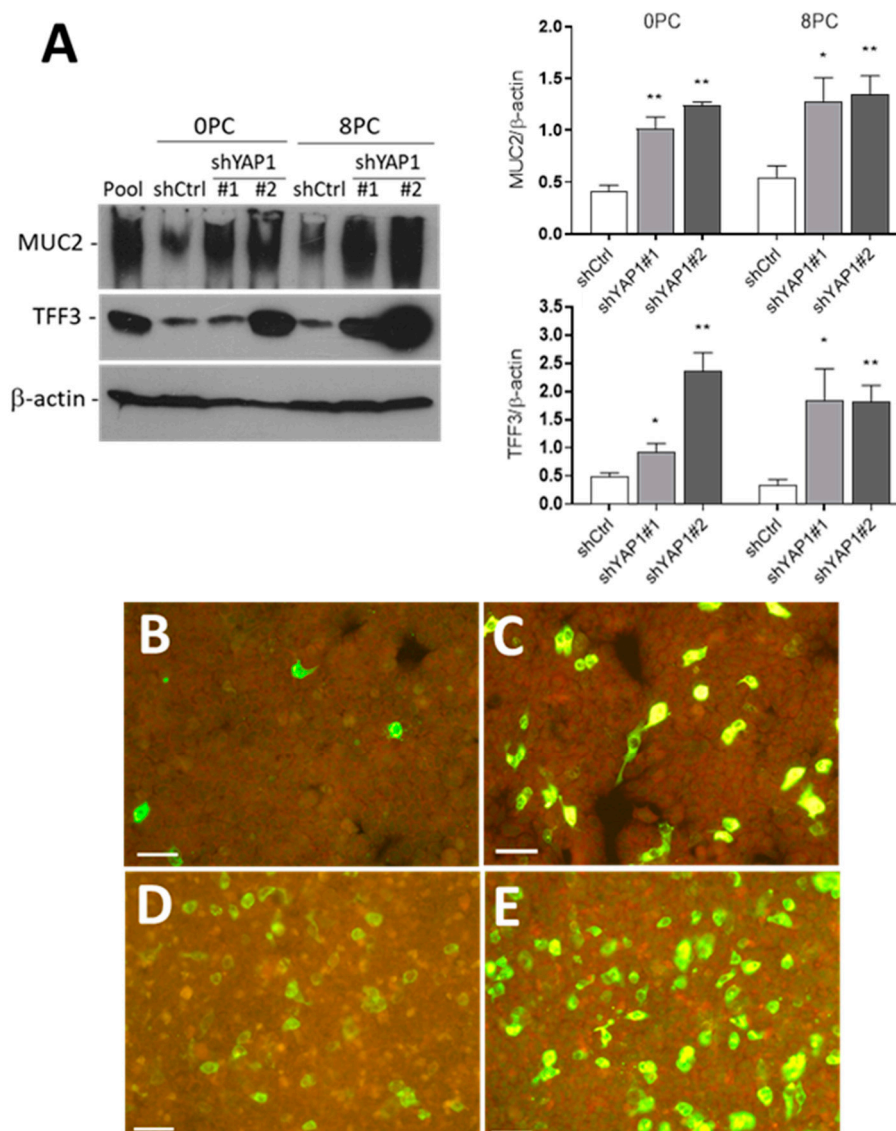 A
0PC 8PC
shYAP1 shYAP1
Pool shCtrl #1 #2 shCtrl #1 #2
MUC2 -
TFF3 -
β-actin -
0PC 8PC
MUC2/β-actin
2.0
1.5
1.0
0.5
0.0
** ** * **
shCtrl shYAP1#1 shYAP1#2 shCtrl shYAP1#1 shYAP1#2
TFF3/β-actin
3.5
3.0
2.5
2.0
1.5
1.0
0.5
0.0
* ** * **
shCtrl shYAP1#1 shYAP1#2 shCtrl shYAP1#1 shYAP1#2
B C
D E